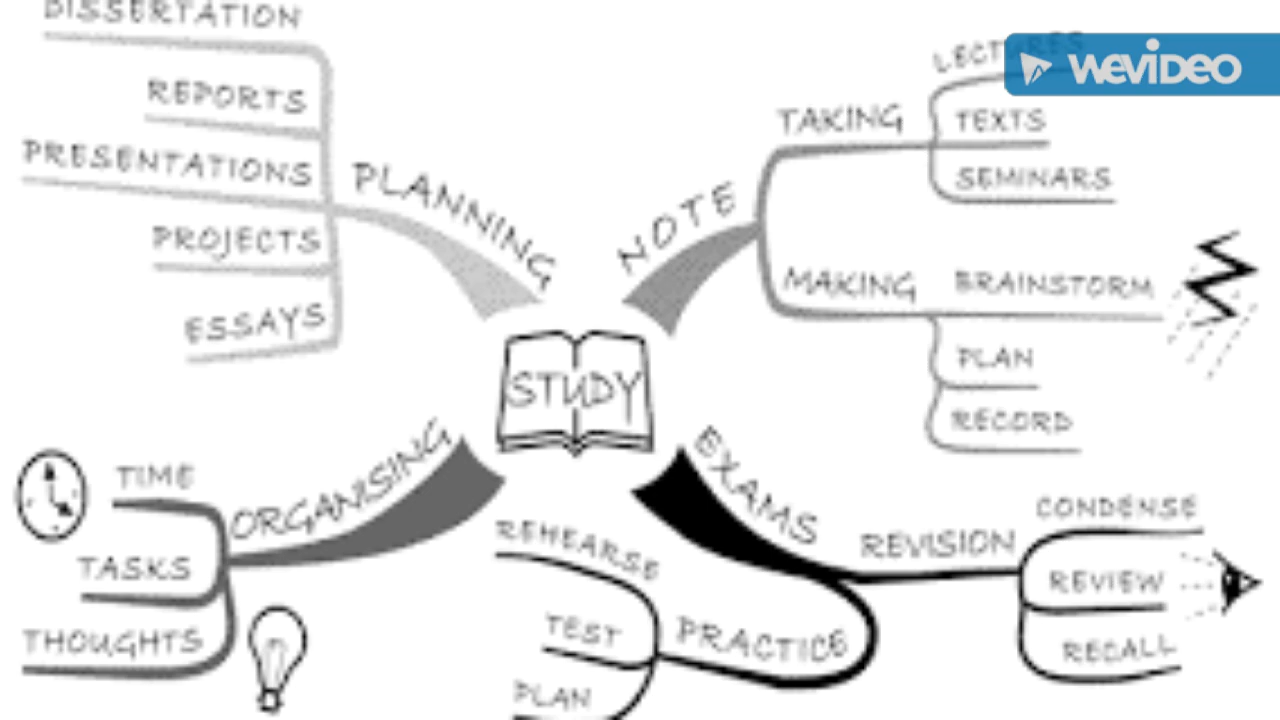 DISSERTATION
REPORTS
PRESENTATIONS
PROJECTS
ESSAYS
PLANNING
NOTE
TAKING
LECTURES
TEXTS
SEMINARS
MAKING
BRAINSTORM
PLAN
RECORD
WEVIDEO
STUDY
ORGANISING
TIME
TASKS
THOUGHTS
EXAMS
REVISION
CONDENSE
REVIEW
RECALL
PRACTICE
REHEARSE
TEST
PLAN